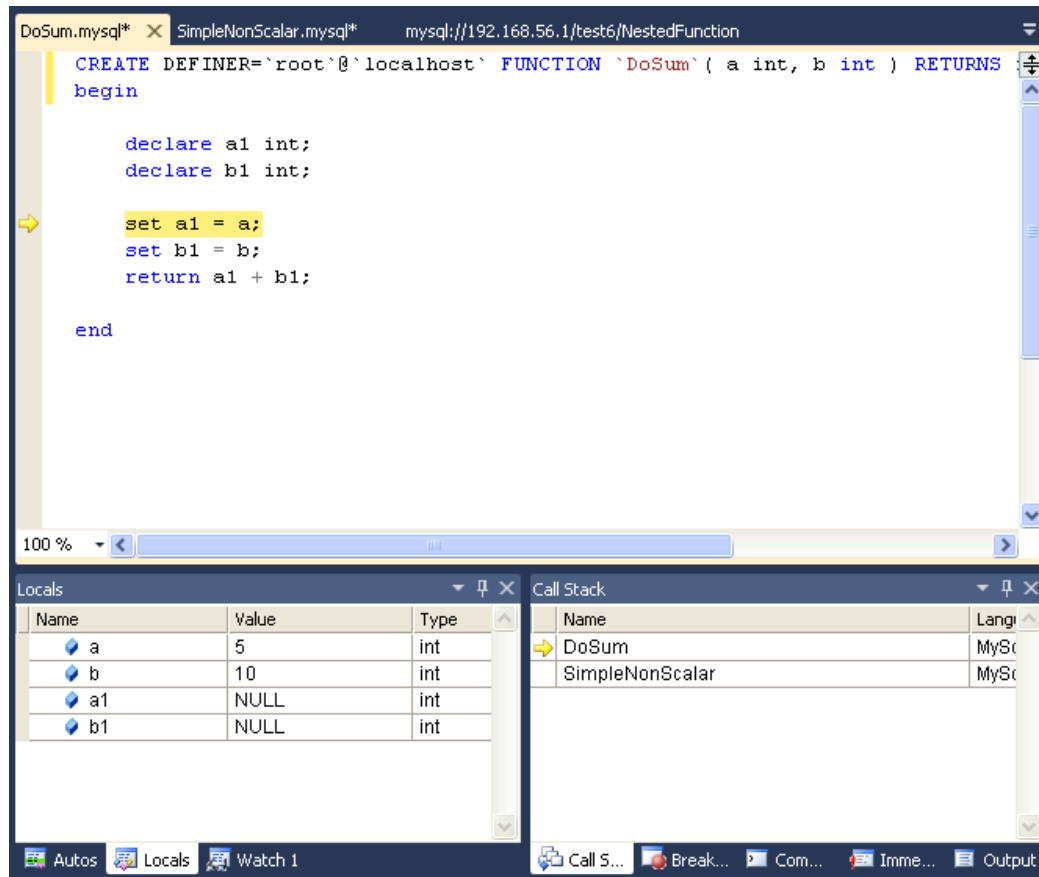 DoSum.mysql* SimpleNonScalar.mysql* mysql://192.168.56.1/test6/NestedFunction
CREATE DEFINER=`root`@`localhost` FUNCTION `DoSum`( a int, b int ) RETURNS
begin
declare a1 int;
declare b1 int;
set a1 = a;
set b1 = b;
return a1 + b1;
end
100 %
Locals
Name Value Type
a 5 int
b 10 int
a1 NULL int
b1 NULL int
Autos Locals Watch 1
Call Stack
Name Langu
DoSum MySQ
SimpleNonScalar MySQ
Call S... Break... Com... Imme... Output